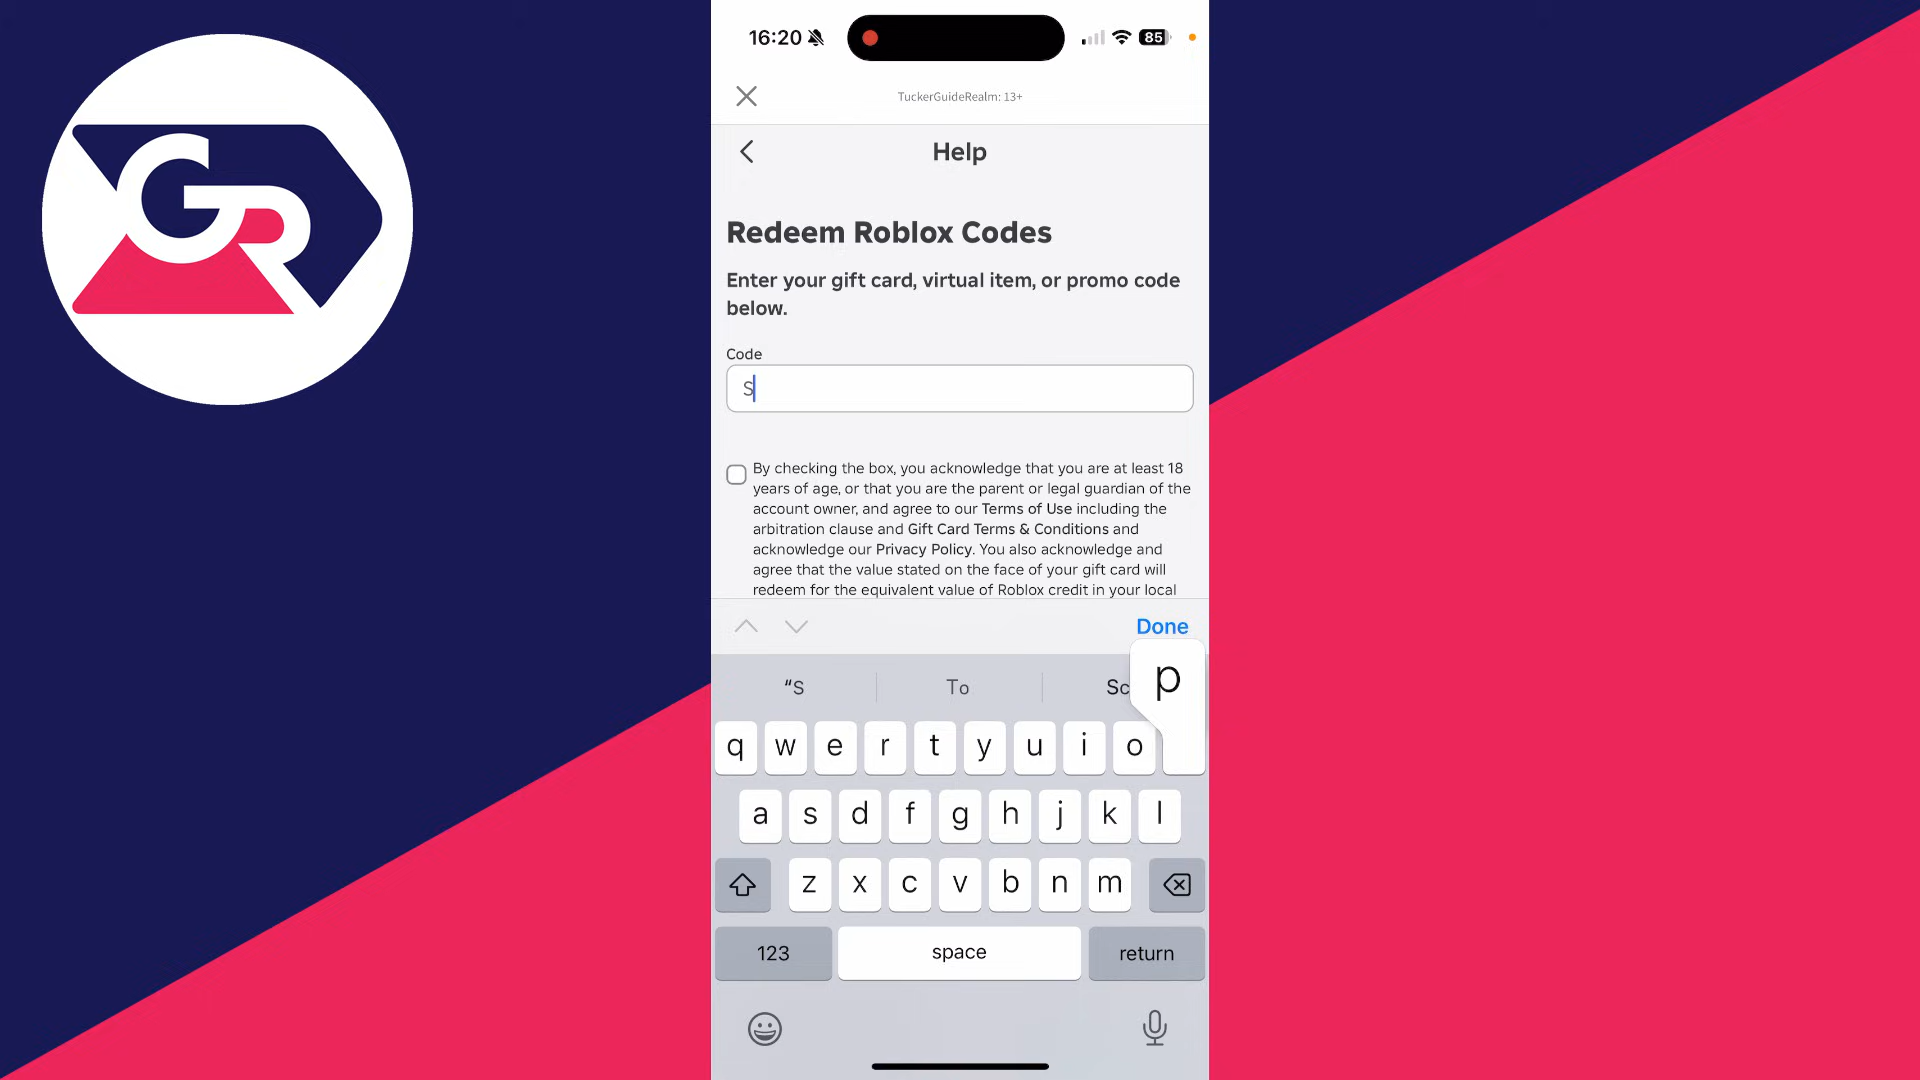 GR
16:20
85
TuckerGuideRealm: 13+
Help
Redeem Roblox Codes
Enter your gift card, virtual item, or promo code
below.
Code
S
By checking the box, you acknowledge that you are at least 18
years of age, or that you are the parent or legal guardian of the
account owner, and agree to our Terms of Use including the
arbitration clause and Gift Card Terms & Conditions and
acknowledge our Privacy Policy. You also acknowledge and
agree that the value stated on the face of your gift card will
redeem for the equivalent value of Roblox credit in your local
Done
“S To Sc p
q w e r t y u i o
a s d f g h j k l
z x c v b n m
123 space return